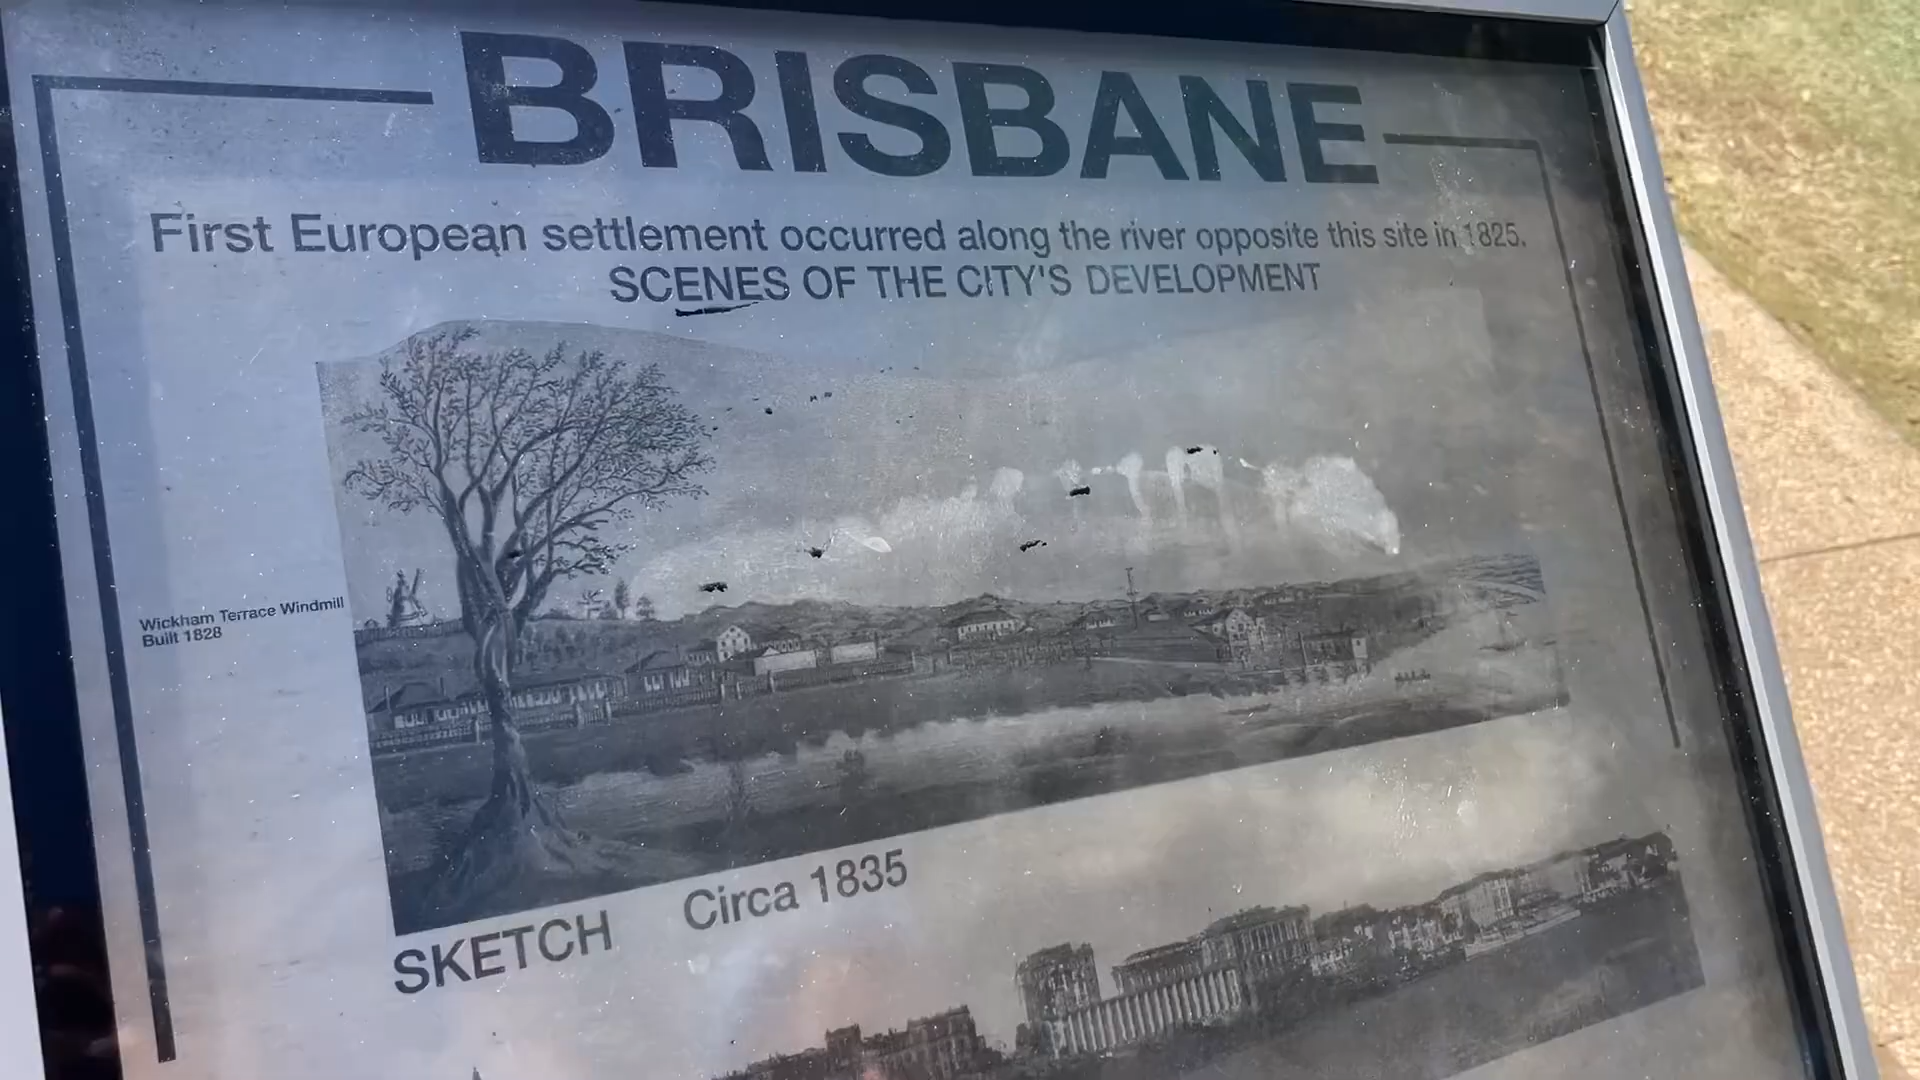 BRISBANE
First European settlement occurred along the river opposite this site in 1825.
SCENES OF THE CITY'S DEVELOPMENT
Wickham Terrace Windmill
Built 1828
SKETCH Circa 1835